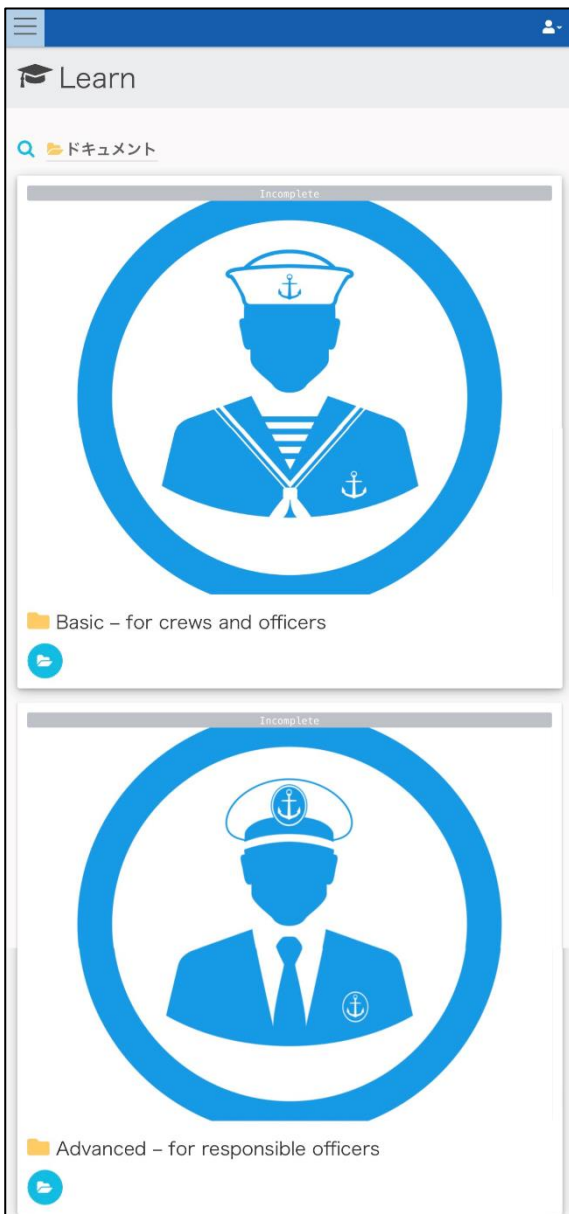 Learn
ドキュメント
Incomplete
Basic – for crews and officers
Incomplete
Advanced – for responsible officers